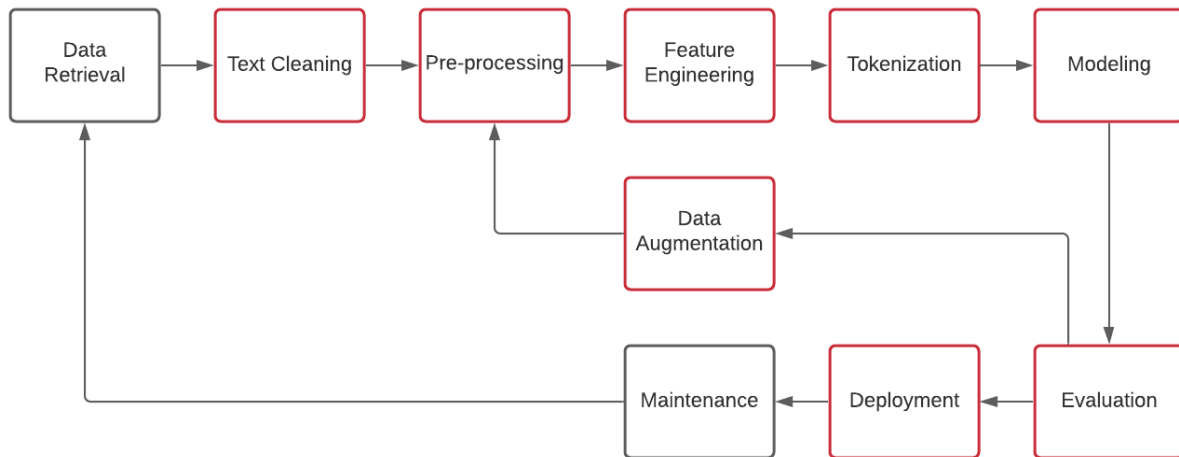 Data
Retrieval
Text Cleaning
Pre-processing
Feature
Engineering
Tokenization
Modeling
Data
Augmentation
Maintenance
Deployment
Evaluation